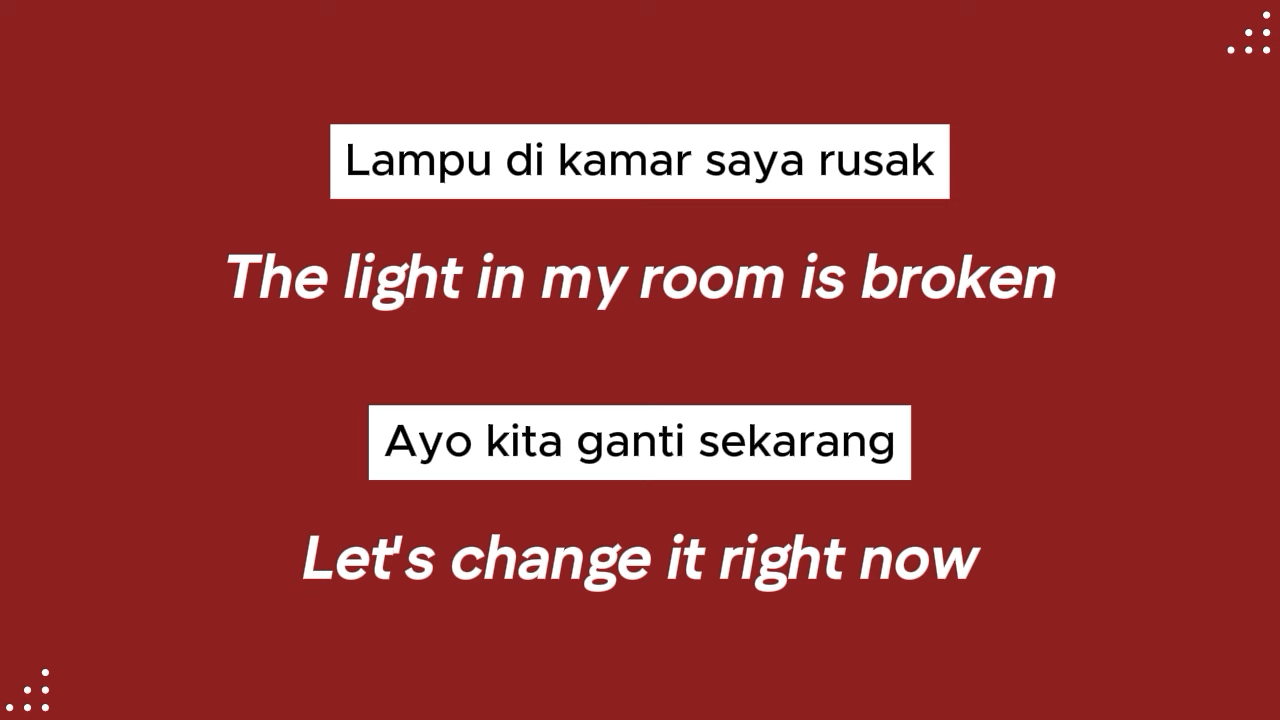 Lampu di kamar saya rusak
The light in my room is broken
Ayo kita ganti sekarang
Let's change it right now